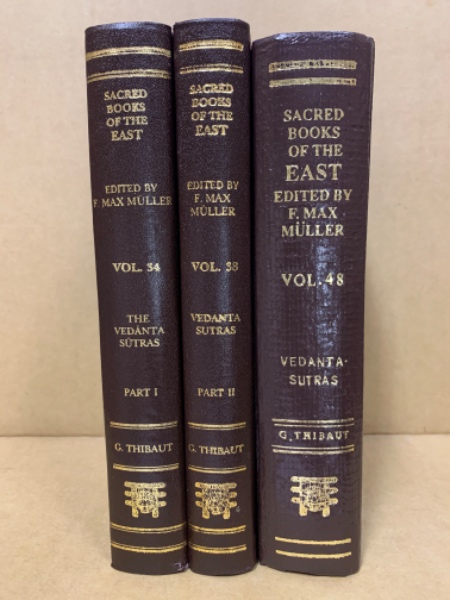 SACRED
BOOKS
OF THE
EAST
EDITED BY
F. MAX MÜLLER
VOL. 34
THE
VEDÂNTA
SÛTRAS
PART I
G. THIBAUT
SACRED
BOOKS
OF THE
EAST
EDITED BY
F. MAX
MÜLLER
VOL. 38
VEDANTA
SUTRAS
PART II
G. THIBAUT
SACRED
BOOKS
OF THE
EAST
EDITED BY
F. MAX
MÜLLER
VOL. 48
VEDANTA-
SUTRAS
G. THIBAUT